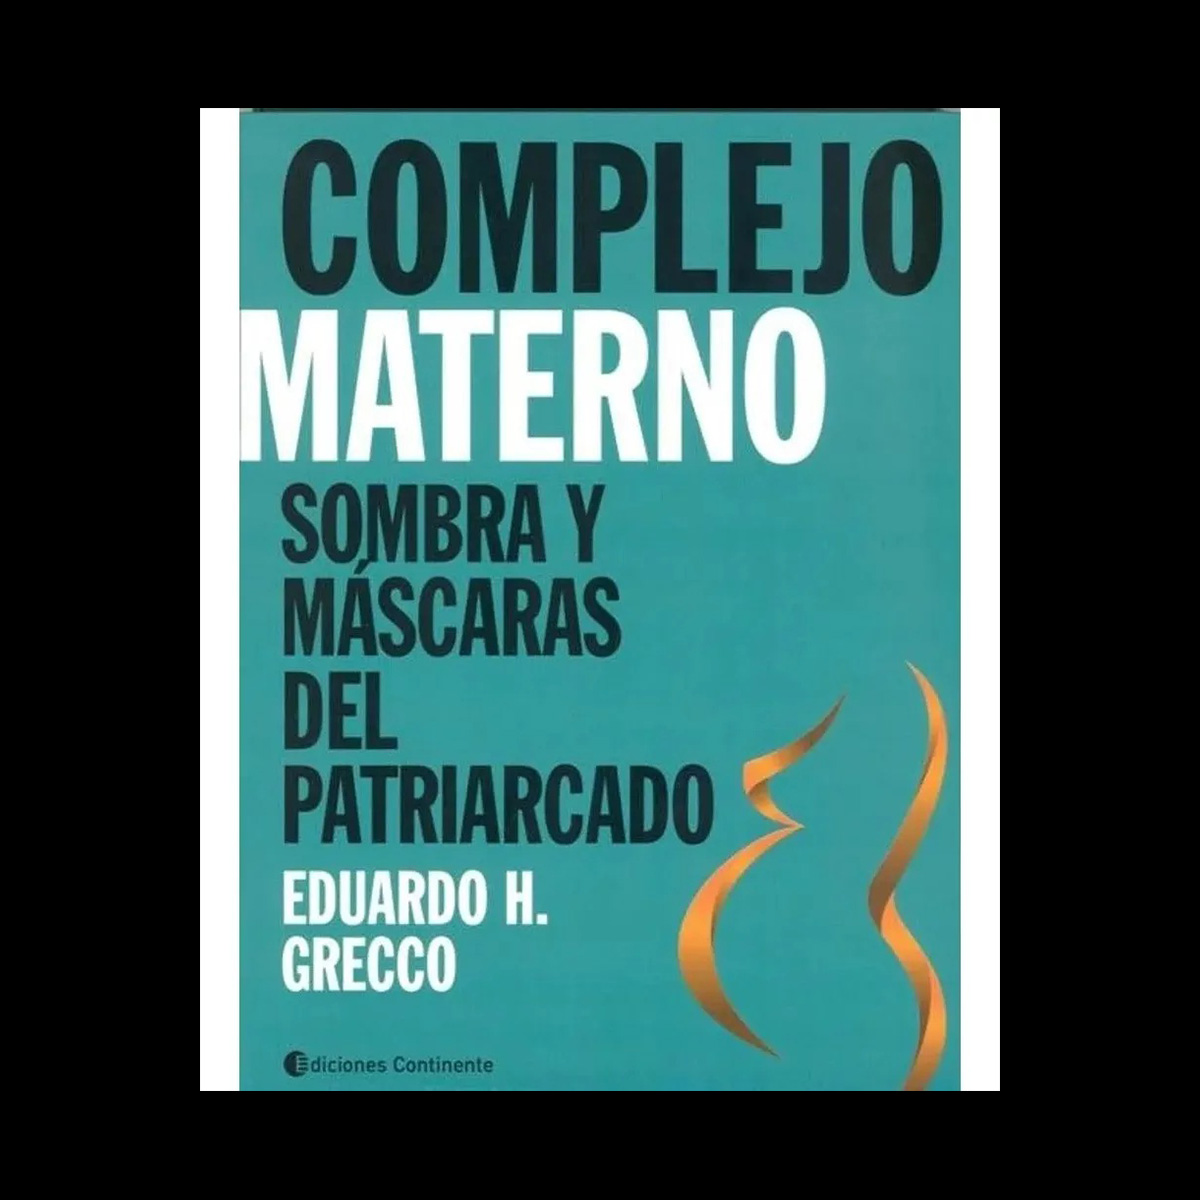 COMPLEJO
MATERNO
SOMBRA Y
MÁSCARAS
DEL
PATRIARCADO
EDUARDO H.
GRECCO
Ediciones Continente